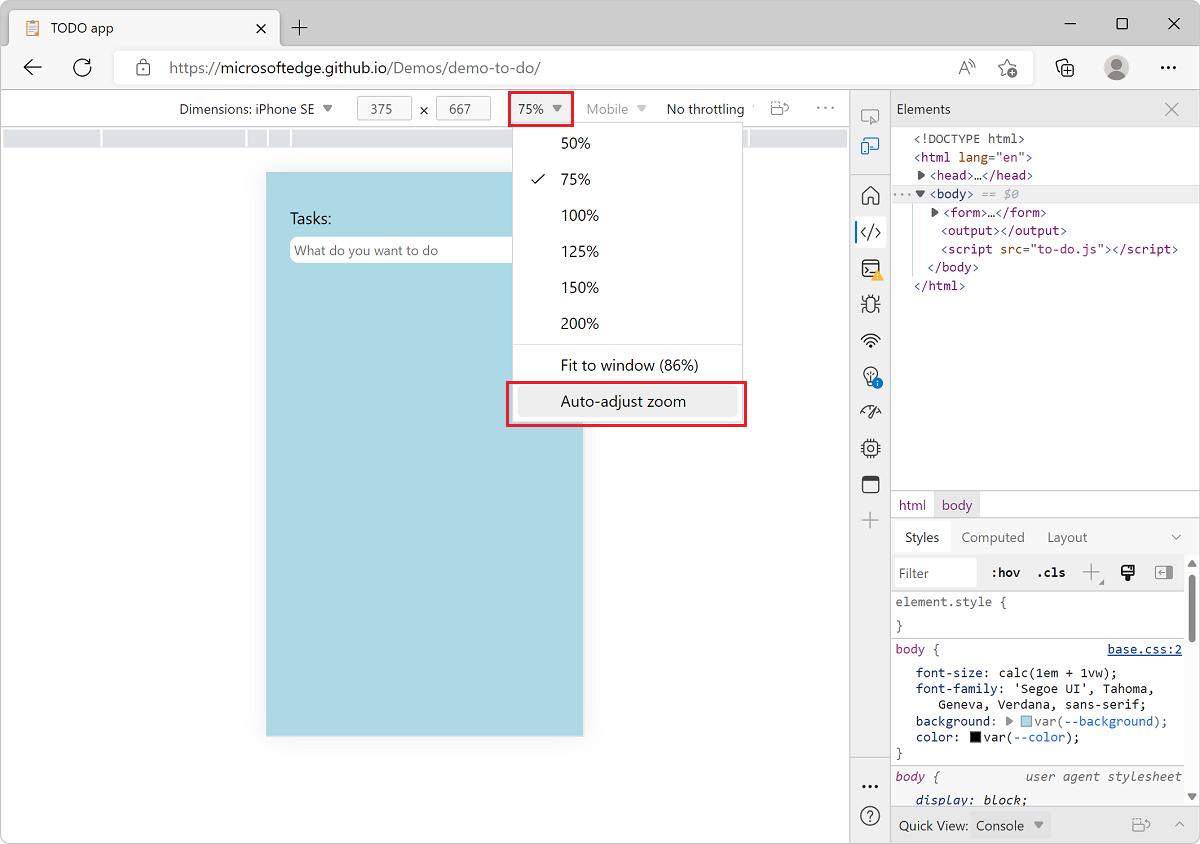 TODO app
https://microsoftedge.github.io/Demos/demo-to-do/
Dimensions: iPhone SE 375 × 667 75% Mobile No throttling
50%
75%
100%
125%
150%
200%
Fit to window (86%)
Auto-adjust zoom
Tasks:
What do you want to do
Elements
<!DOCTYPE html>
<html lang="en">
<head>…</head>
<body> == $0
<form>…</form>
<output></output>
<script src="to-do.js"></script>
</body>
</html>
html body
Styles Computed Layout
Filter :hov .cls
element.style {
}
body { base.css:2
font-size: calc(1em + 1vw);
font-family: 'Segoe UI', Tahoma,
Geneva, Verdana, sans-serif;
background: var(--background);
color: var(--color);
}
body { user agent stylesheet
display: block;
Quick View: Console